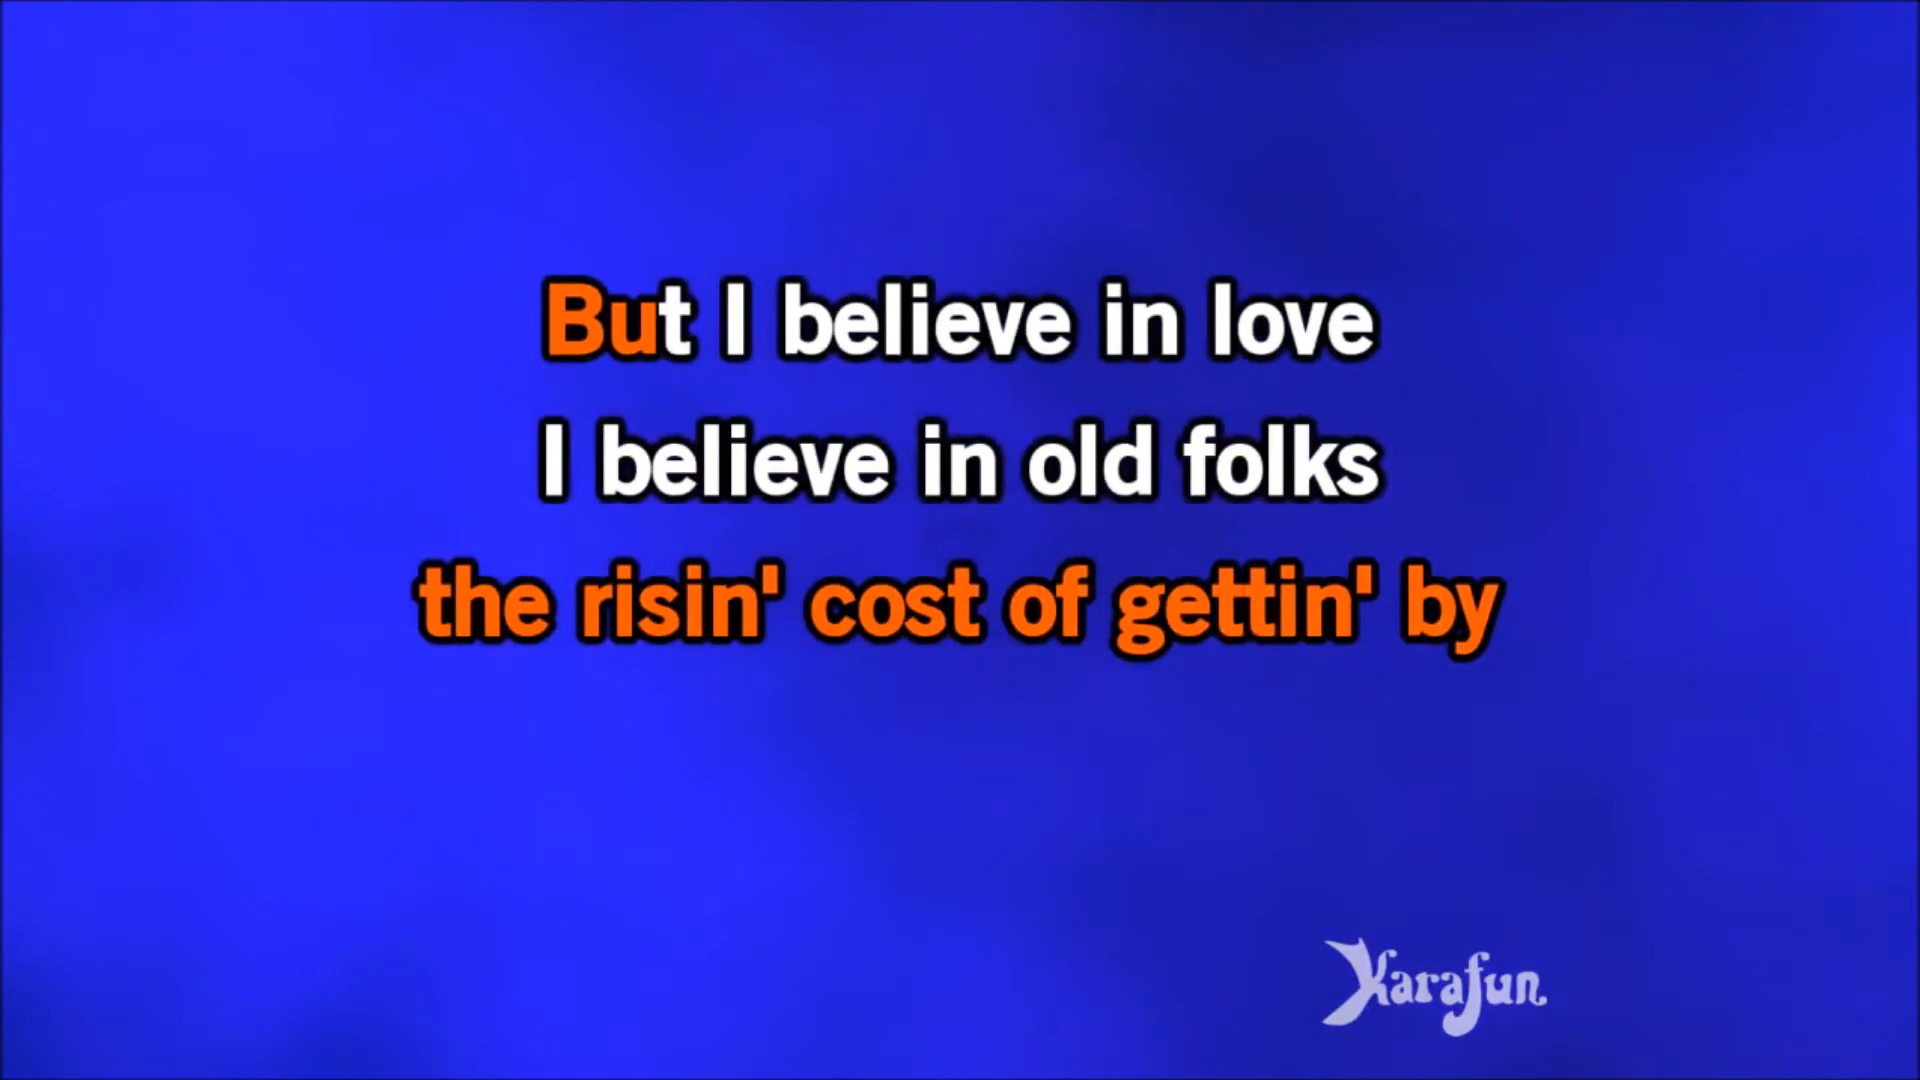 But I believe in love
I believe in old folks
the risin' cost of gettin' by
Karafun